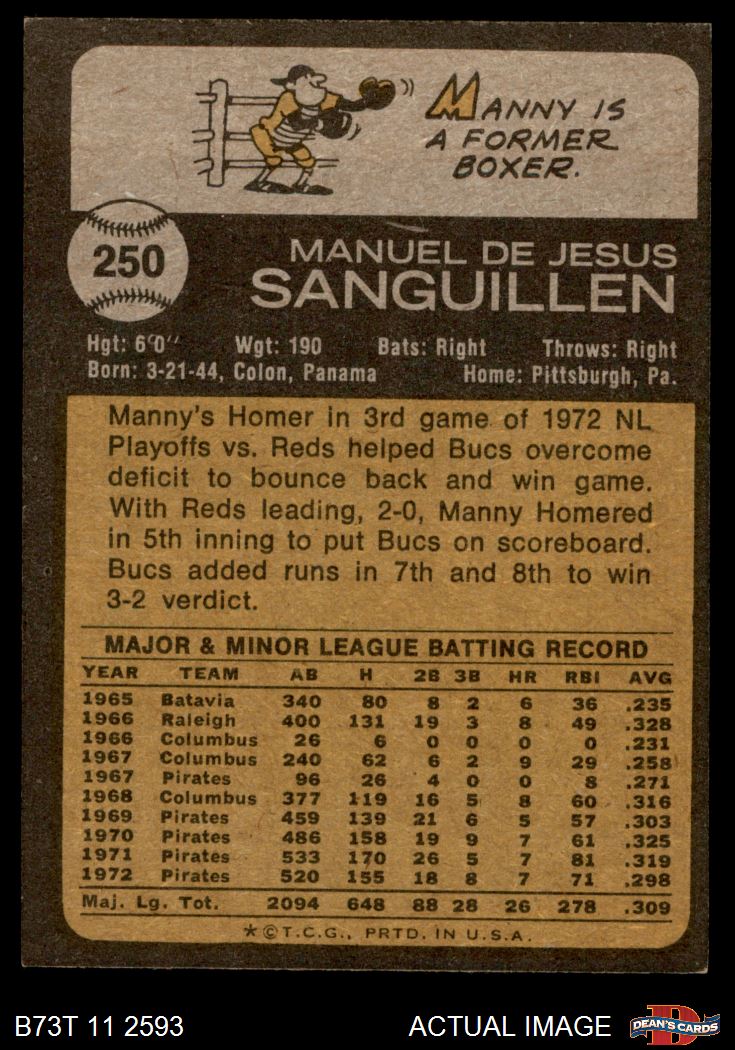 MANNY IS
A FORMER
BOXER.
250
MANUEL DE JESUS
SANGUILLEN
Hgt: 6'0" Wgt: 190 Bats: Right Throws: Right
Born: 3-21-44, Colon, Panama Home: Pittsburgh, Pa.
Manny's Homer in 3rd game of 1972 NL
Playoffs vs. Reds helped Bucs overcome
deficit to bounce back and win game.
With Reds leading, 2-0, Manny Homered
in 5th inning to put Bucs on scoreboard.
Bucs added runs in 7th and 8th to win
3-2 verdict.
MAJOR & MINOR LEAGUE BATTING RECORD
YEAR TEAM AB H 2B 3B HR RBI AVG
1965 Batavia 340 80 8 2 6 36 .235
1966 Raleigh 400 131 19 3 8 49 .328
1966 Columbus 26 6 0 0 0 0 .231
1967 Columbus 240 62 6 2 9 29 .258
1967 Pirates 96 26 4 0 0 8 .271
1968 Columbus 377 119 16 5 8 60 .316
1969 Pirates 459 139 21 6 5 57 .303
1970 Pirates 486 158 19 9 7 61 .325
1971 Pirates 533 170 26 5 7 81 .319
1972 Pirates 520 155 18 8 7 71 .298
Maj. Lg. Tot. 2094 648 88 28 26 278 .309
*©T.C.G., PRTD. IN U.S.A.
B73T 11 2593 ACTUAL IMAGE D DEAN'S CARDS